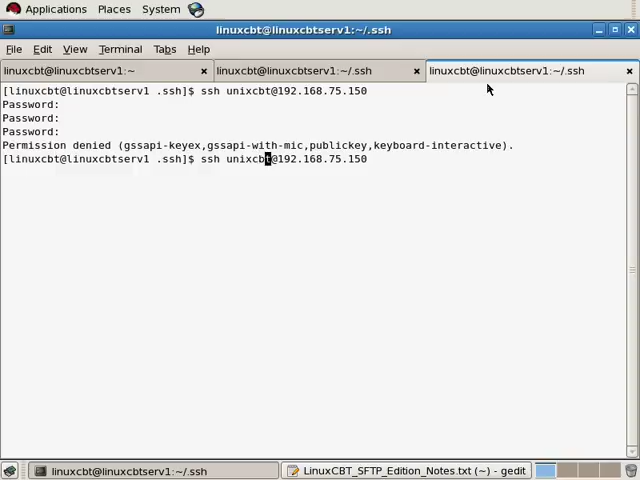 Applications Places System
linuxcbt@linuxcbtserv1:~/.ssh
File Edit View Terminal Tabs Help
linuxcbt@linuxcbtserv1:~ linuxcbt@linuxcbtserv1:~/.ssh linuxcbt@linuxcbtserv1:~/.ssh
[linuxcbt@linuxcbtserv1 .ssh]$ ssh unixcbt@192.168.75.150
Password:
Password:
Password:
Permission denied (gssapi-keyex,gssapi-with-mic,publickey,keyboard-interactive).
[linuxcbt@linuxcbtserv1 .ssh]$ ssh unixcbt@192.168.75.150
linuxcbt@linuxcbtserv1:~/.ssh LinuxCBT_SFTP_Edition_Notes.txt (~) - gedit